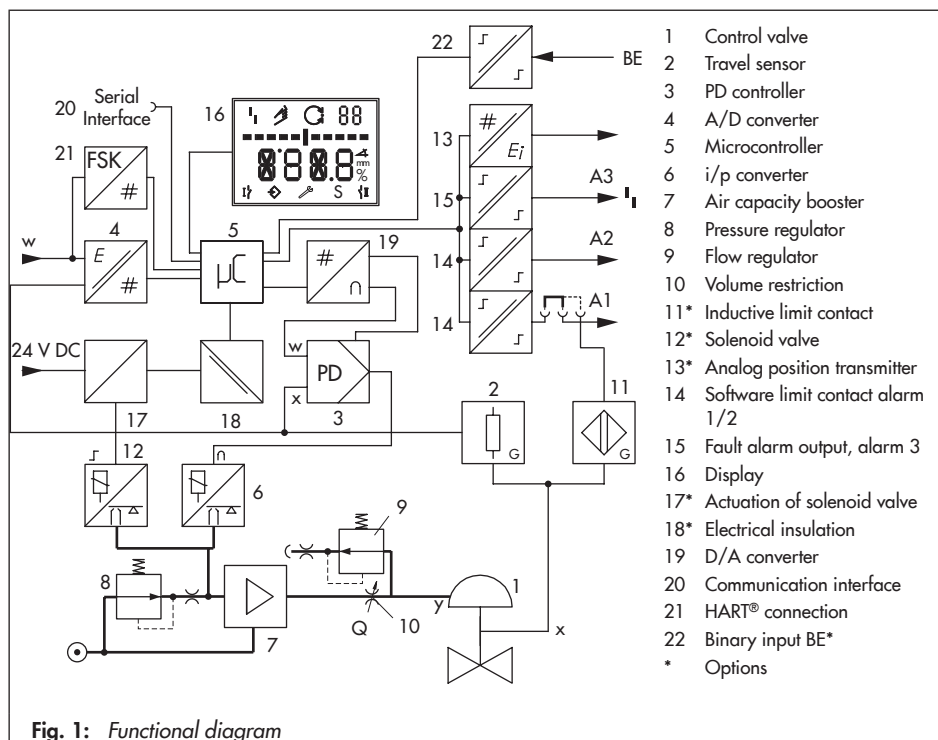 22
BE
20
Serial
Interface
16
88
8.8.8.8
mm
%
S
21
FSK
#
13
#
Ei
A3
15
w
4
E
#
5
µC
19
#
∩
14
A2
14
A1
24 V DC
17
18
w
PD
x
3
2
G
11
G
12
∩
6
9
8
7
Q
10
y
1
x
1 Control valve
2 Travel sensor
3 PD controller
4 A/D converter
5 Microcontroller
6 i/p converter
7 Air capacity booster
8 Pressure regulator
9 Flow regulator
10 Volume restriction
11* Inductive limit contact
12* Solenoid valve
13* Analog position transmitter
14 Software limit contact alarm
1/2
15 Fault alarm output, alarm 3
16 Display
17* Actuation of solenoid valve
18* Electrical insulation
19 D/A converter
20 Communication interface
21 HART® connection
22 Binary input BE*
* Options
Fig. 1: Functional diagram